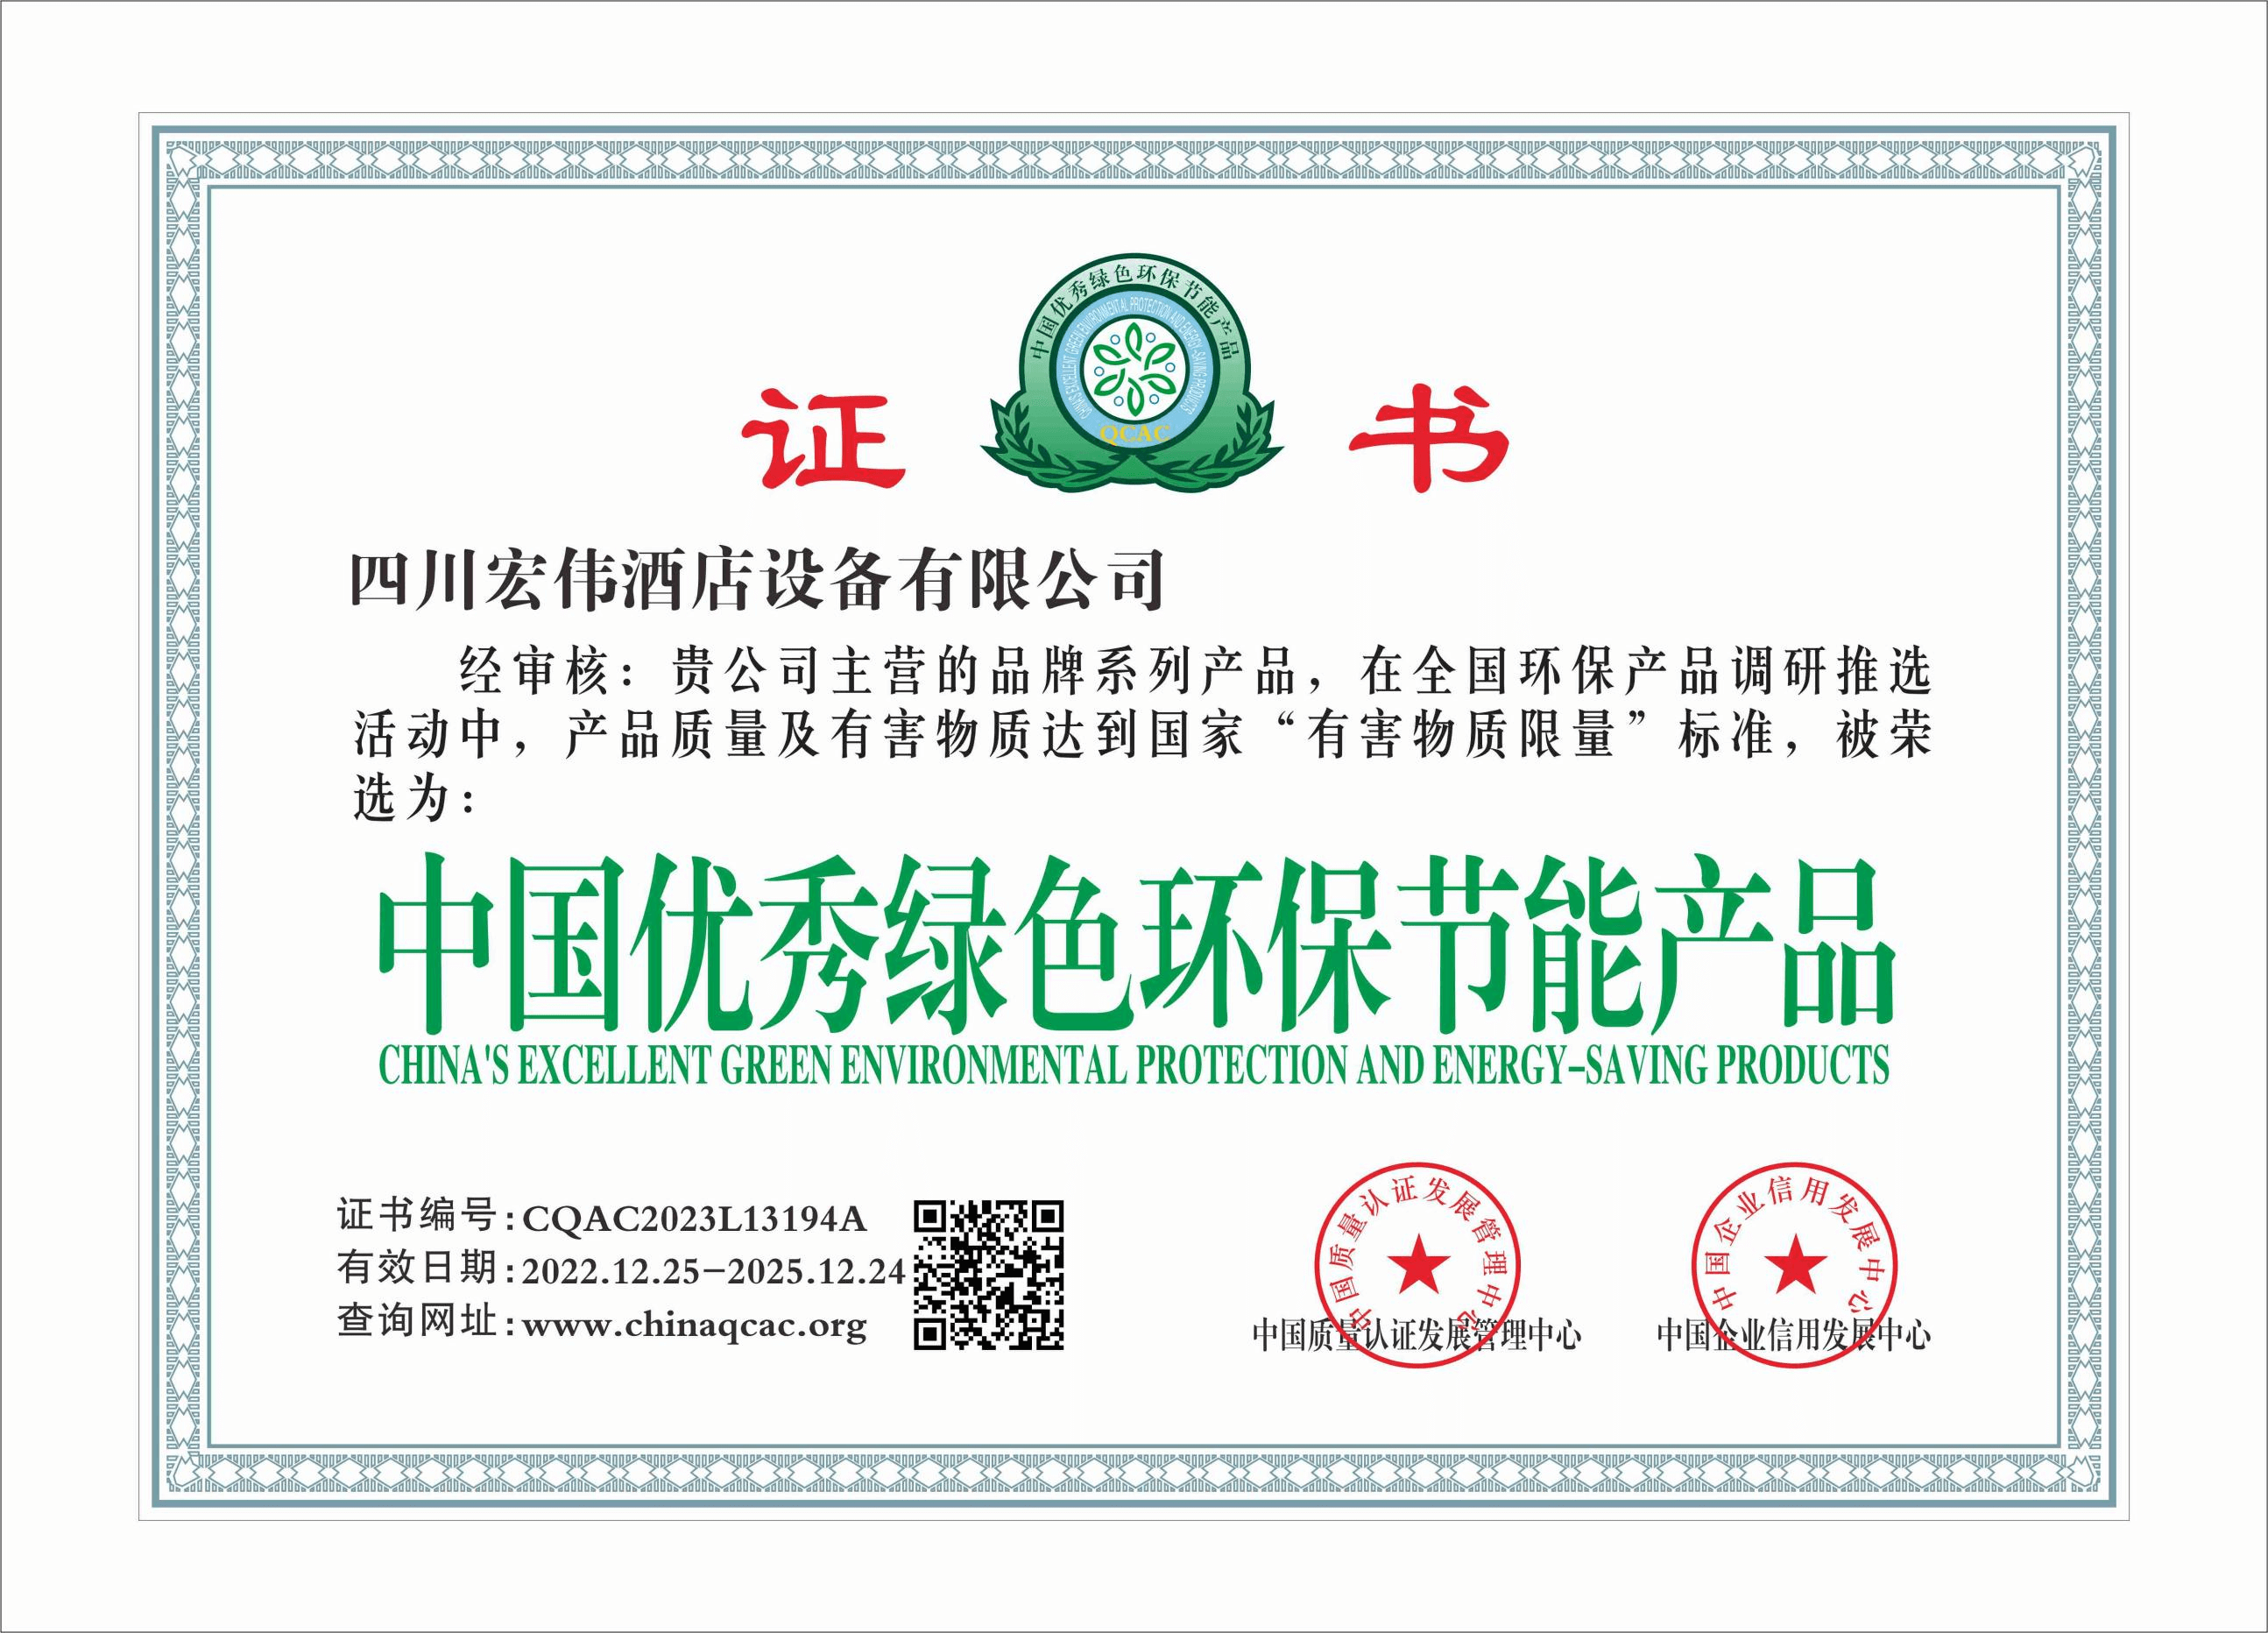 中国优秀绿色环保节能产品
CHINA'S EXCELLENT GREEN ENVIRONMENTAL PROTECTION AND ENERGY-SAVING PRODUCTS
QCAC
证 书
四川宏伟酒店设备有限公司
经审核：贵公司主营的品牌系列产品，在全国环保产品调研推选
活动中，产品质量及有害物质达到国家“有害物质限量”标准，被荣
选为：
中国优秀绿色环保节能产品
CHINA'S EXCELLENT GREEN ENVIRONMENTAL PROTECTION AND ENERGY-SAVING PRODUCTS
证书编号:CQAC2023L13194A
有效日期:2022.12.25-2025.12.24
查询网址:www.chinaqcac.org
中国质量认证发展管理中心
中国质量认证发展管理中心
中国企业信用发展中心
中国企业信用发展中心